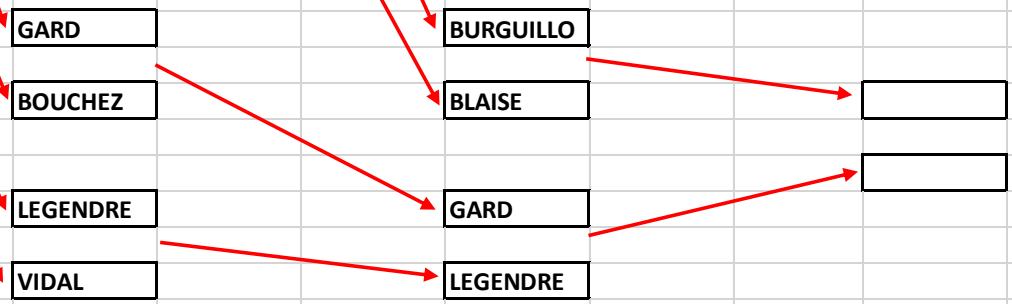 GARD
BOUCHEZ
LEGENDRE
VIDAL
BURGUILLO
BLAISE
GARD
LEGENDRE